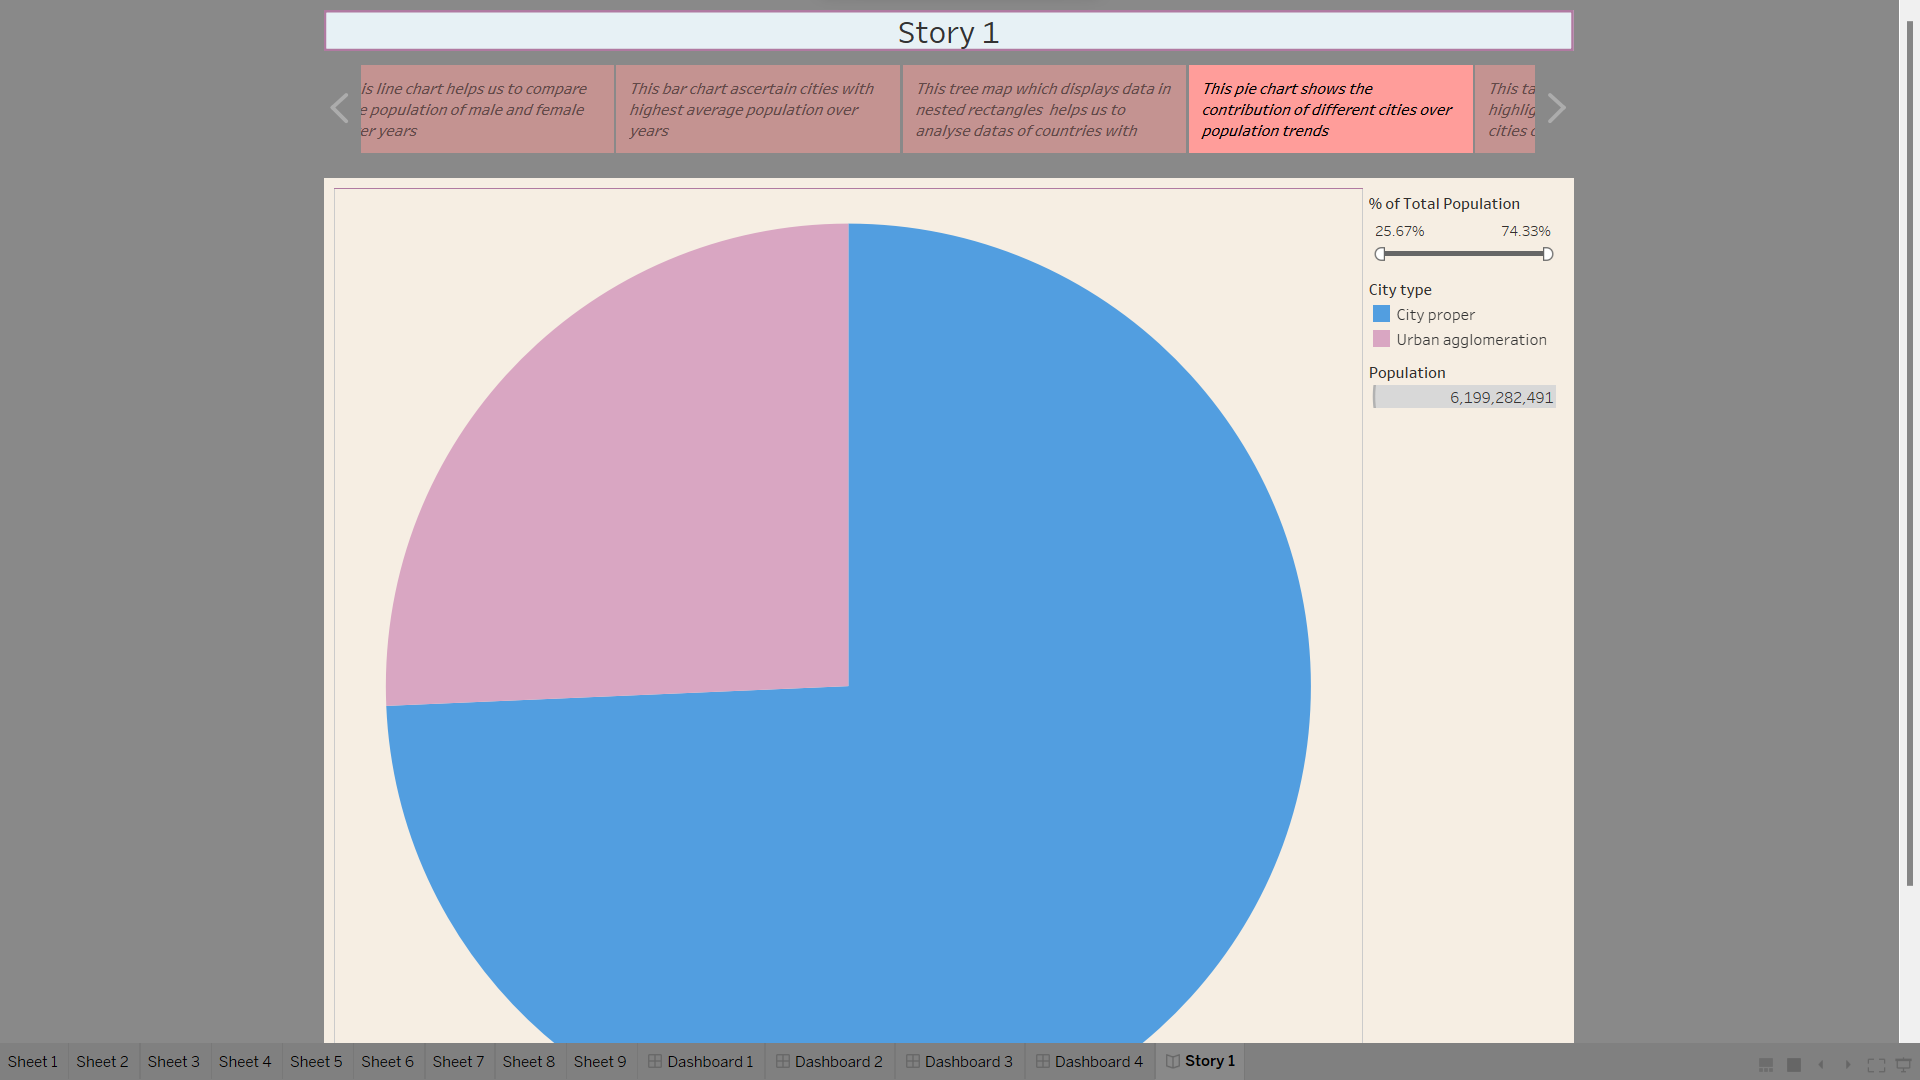 Story 1
is line chart helps us to compare
e population of male and female
er years
This bar chart ascertain cities with
highest average population over
years
This tree map which displays data in
nested rectangles helps us to
analyse datas of countries with
This pie chart shows the
contribution of different cities over
population trends
This ta
highlig
cities
% of Total Population
25.67% 74.33%
City type
City proper
Urban agglomeration
Population
6,199,282,491
Sheet 1 Sheet 2 Sheet 3 Sheet 4 Sheet 5 Sheet 6 Sheet 7 Sheet 8 Sheet 9 Dashboard 1 Dashboard 2 Dashboard 3 Dashboard 4 Story 1